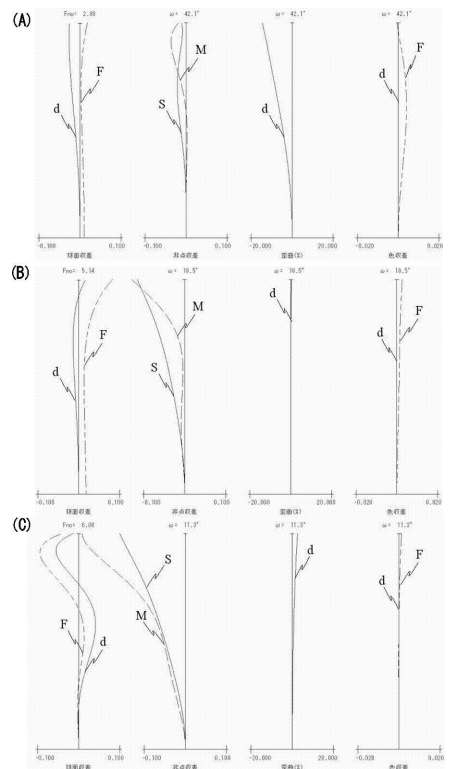 (A)
Fno= 2.88 ω= 42.1° ω= 42.1° ω= 42.1°
F M F
d S d d
-0.100 0.100 -0.100 0.100 -20.000 20.000 -0.020 0.020
球面収差 非点収差 歪曲(%) 色収差
(B)
Fno= 5.14 ω= 18.5° ω= 18.5° ω= 18.5°
F M d F
d S d
-0.100 0.100 -0.100 0.100 -20.000 20.000 -0.020 0.020
球面収差 非点収差 歪曲(%) 色収差
(C)
Fno= 6.08 ω= 11.3° ω= 11.3° ω= 11.3°
S d F
F M d
d
-0.100 0.100 -0.100 0.100 -20.000 20.000 -0.020 0.020
球面収差 非点収差 歪曲(%) 色収差